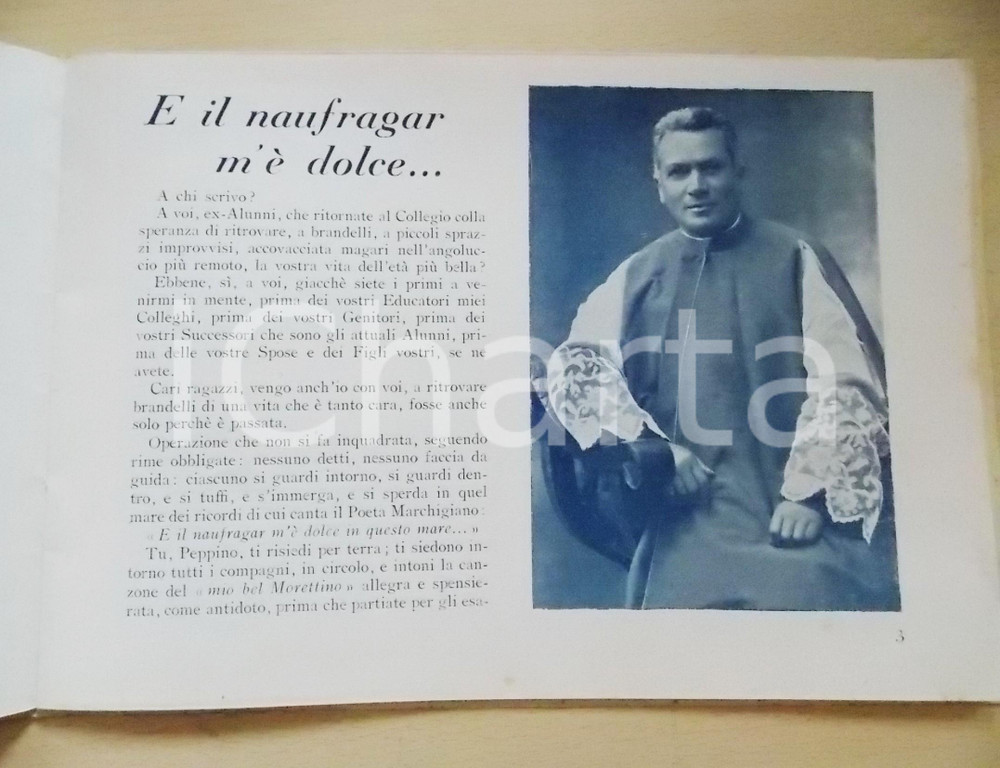 E il naufragar
m'è dolce...
A chi scrivo?
A voi, ex-Alunni, che ritornate al Collegio colla
speranza di ritrovare, a brandelli, a piccoli spraz-
zi improvvisi, accovacciata magari nell'angoluc-
cio più remoto, la vostra vita dell'età più bella?
Ebbene, sì, a voi, giacchè siete i primi a ve-
nirmi in mente, prima dei vostri Educatori miei
Colleghi, prima dei vostri Genitori, prima dei
vostri Successori che sono gli attuali Alunni, pri-
ma delle vostre Spose e dei Figli vostri, se ne
avete.
Cari ragazzi, vengo anch'io con voi, a ritrovare
brandelli di una vita che è tanto cara, fosse anche
solo perchè è passata.
Operazione che non si fa inquadrata, seguendo
rime obbligate: nessuno detti, nessuno faccia da
guida: ciascuno si guardi intorno, si guardi den-
tro, e si tuffi, e s'immerga, e si sperda in quel
mare dei ricordi di cui canta il Poeta Marchigiano:
« E il naufragar m'è dolce in questo mare... »
Tu, Peppino, ti risiedi per terra; ti siedono in-
torno tutti i compagni, in circolo, e intoni la can-
zone del « mio bel Morettino » allegra e spensie-
rata, come antidoto, prima che partiate per gli esa-
3
iCharta